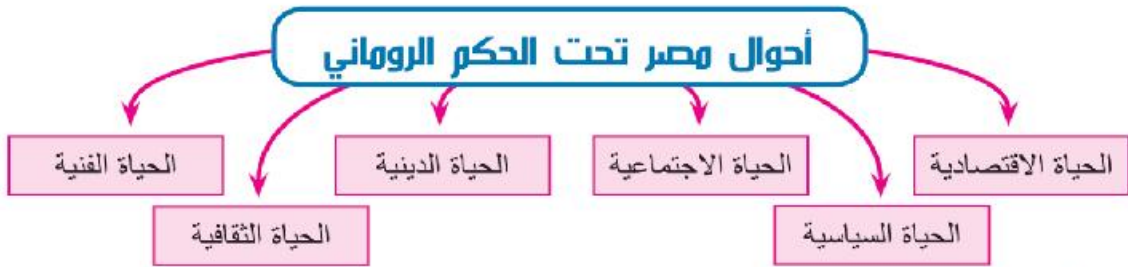 أحوال مصر تحت الحكم الروماني
الحياة الاقتصادية
الحياة السياسية
الحياة الاجتماعية
الحياة الدينية
الحياة الثقافية
الحياة الفنية